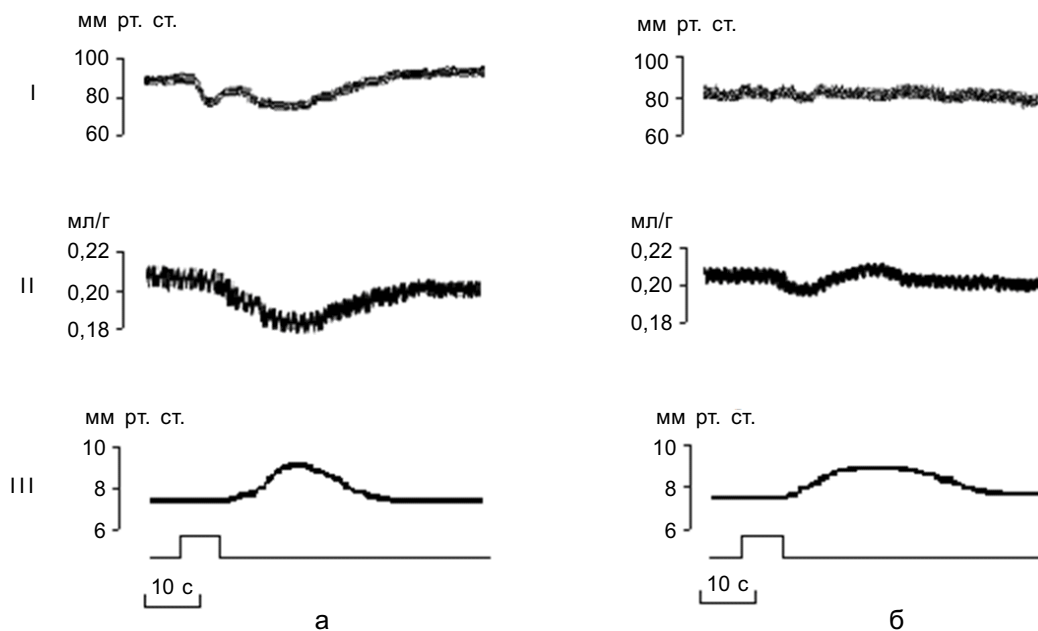 мм рт. ст.
100
80
60
I
мм рт. ст.
100
80
60
мл/г
0,22
0,20
0,18
II
мл/г
0,22
0,20
0,18
мм рт. ст.
10
8
6
III
мм рт. ст.
10
8
6
10 с
а
10 с
б